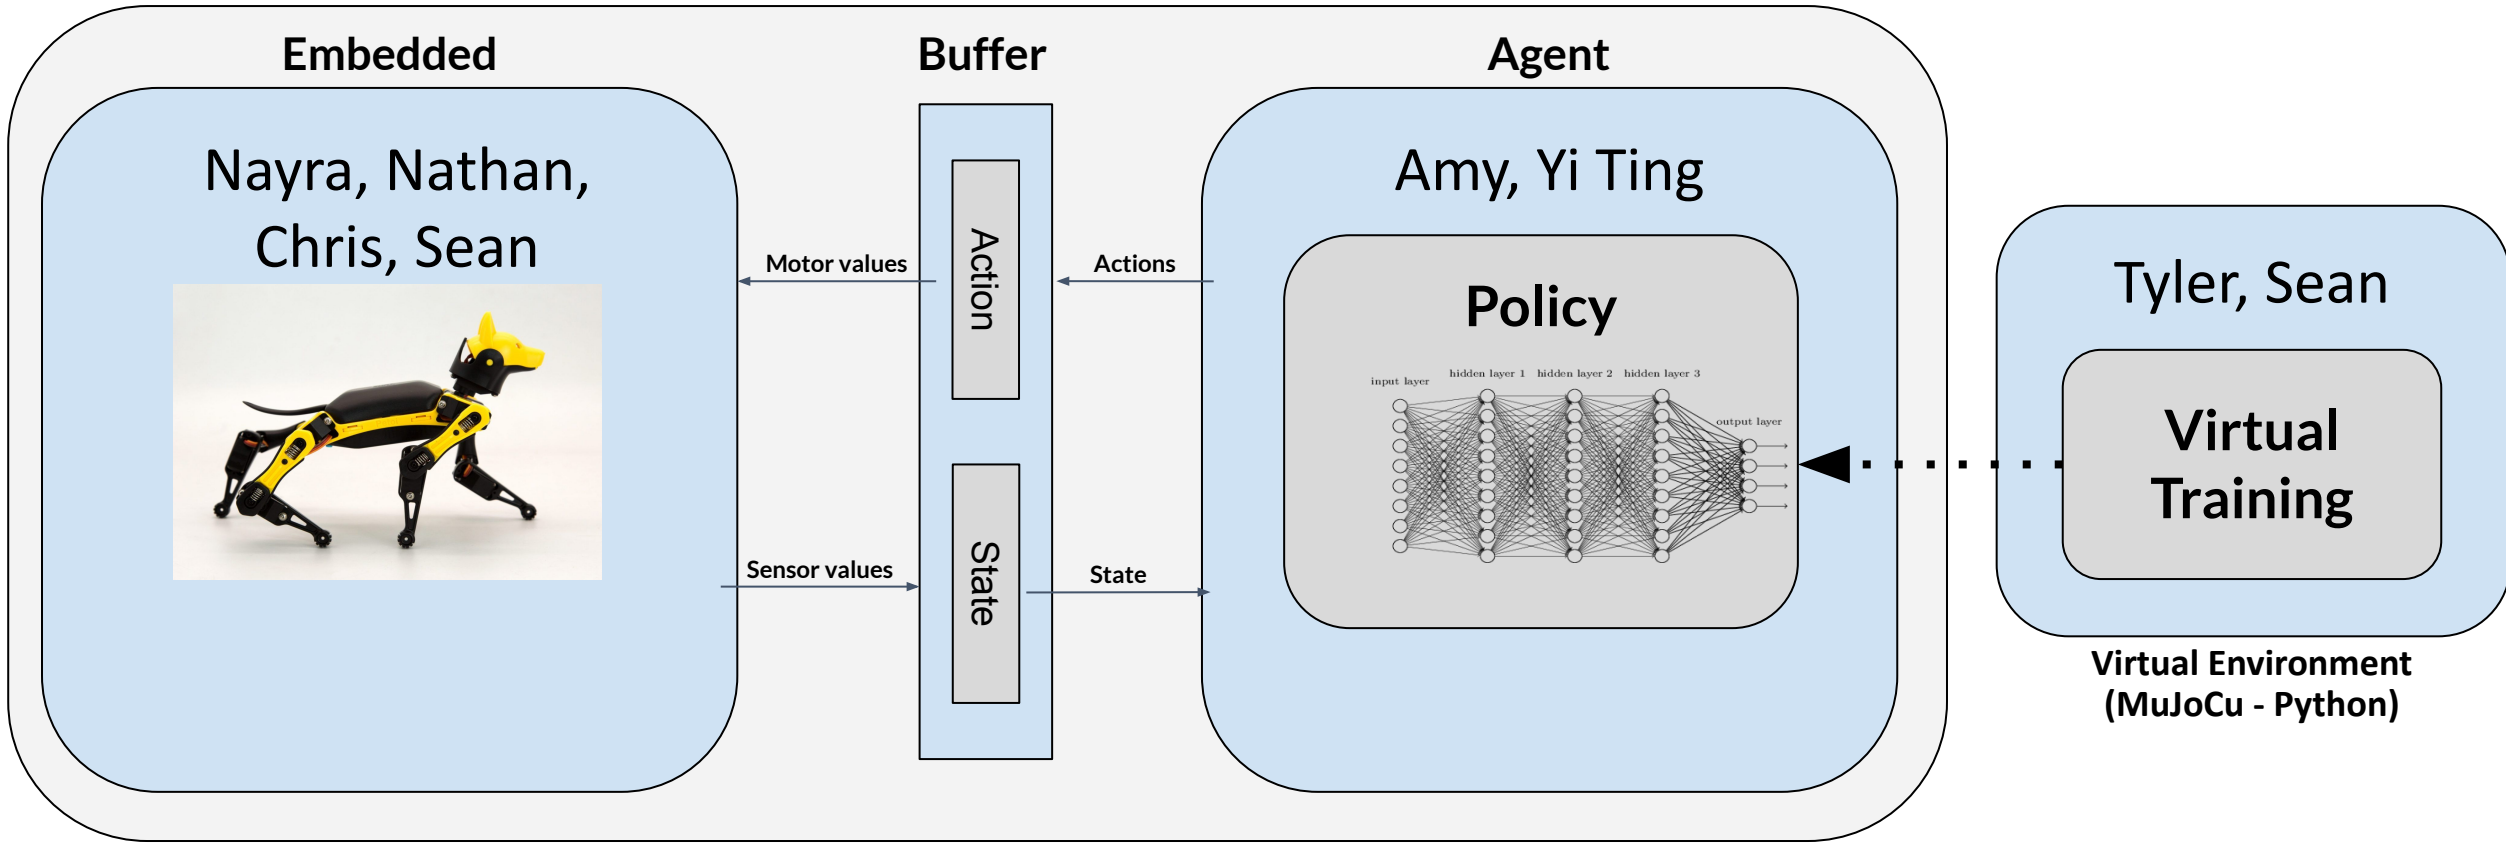 Embedded
Buffer
Agent
Nayra, Nathan,
Chris, Sean
Motor values
Sensor values
Action
State
Actions
State
Amy, Yi Ting
Policy
input layer
hidden layer 1
hidden layer 2
hidden layer 3
output layer
Tyler, Sean
Virtual
Training
Virtual Environment
(MuJoCu - Python)